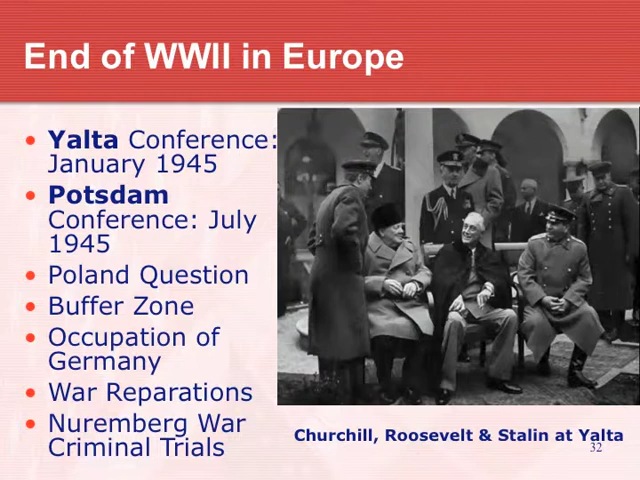 End of WWII in Europe
• Yalta Conference:
January 1945
• Potsdam
Conference: July
1945
• Poland Question
• Buffer Zone
• Occupation of
Germany
• War Reparations
• Nuremberg War
Criminal Trials
Churchill, Roosevelt & Stalin at Yalta
32